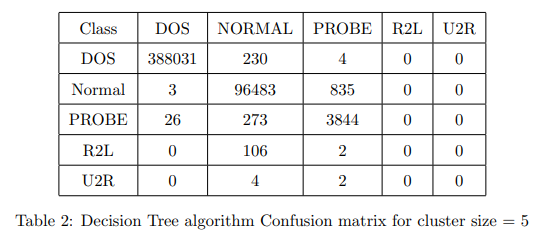 Class DOS NORMAL PROBE R2L U2R
DOS 388031 230 4 0 0
Normal 3 96483 835 0 0
PROBE 26 273 3844 0 0
R2L 0 106 2 0 0
U2R 0 4 2 0 0
Table 2: Decision Tree algorithm Confusion matrix for cluster size = 5